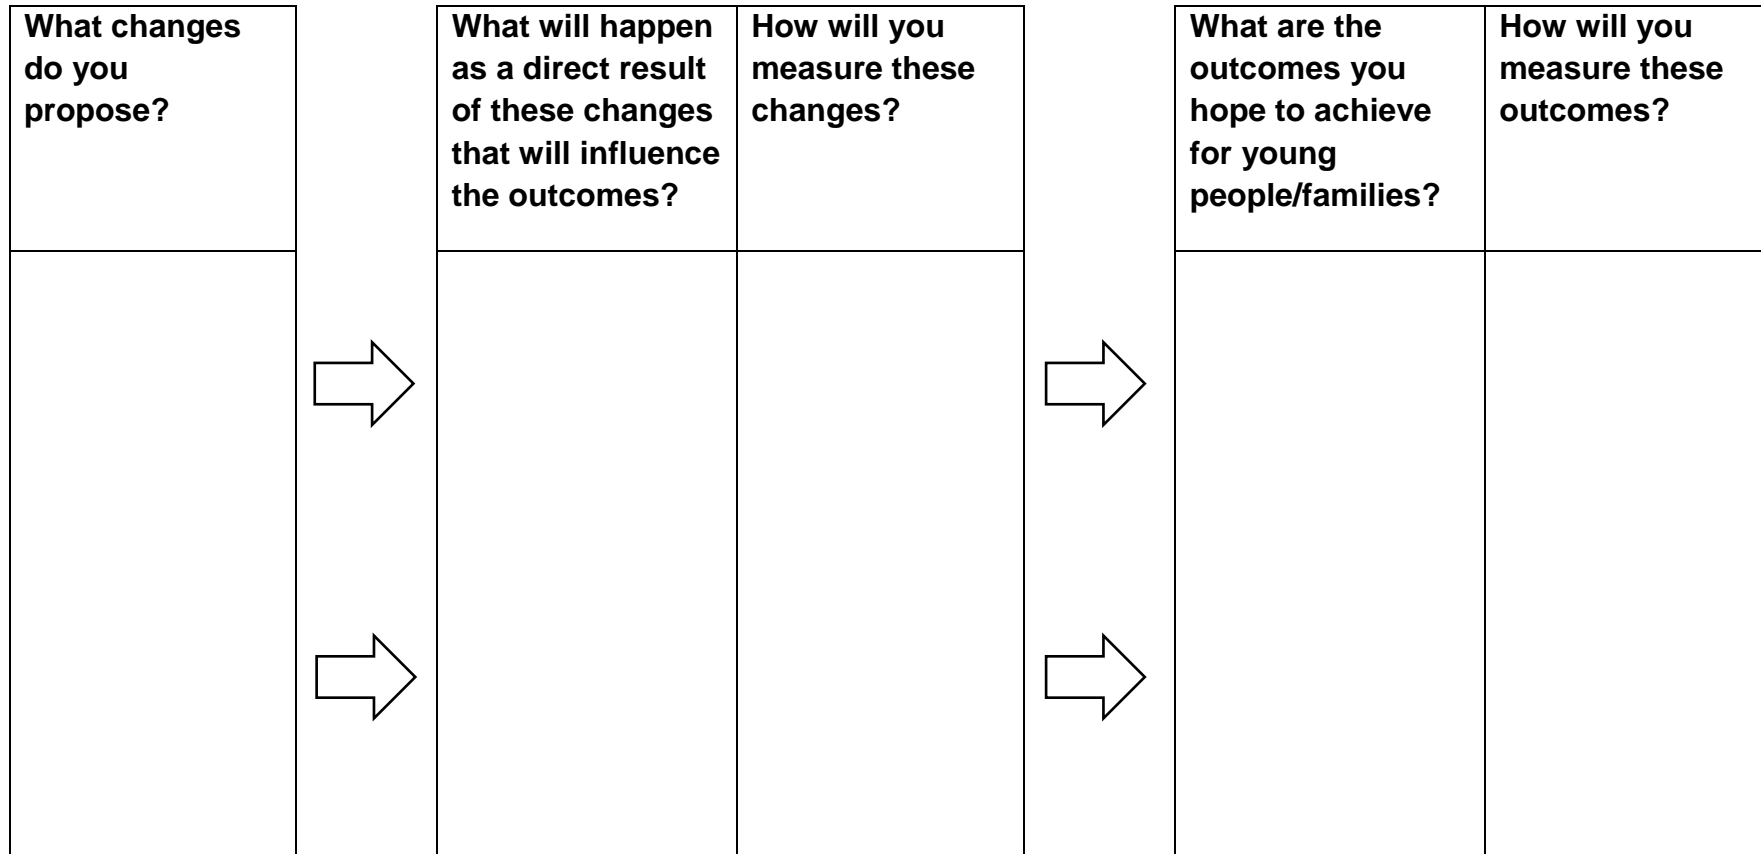 What changes
do you
propose?
What will happen
as a direct result
of these changes
that will influence
the outcomes?
How will you
measure these
changes?
What are the
outcomes you
hope to achieve
for young
people/families?
How will you
measure these
outcomes?